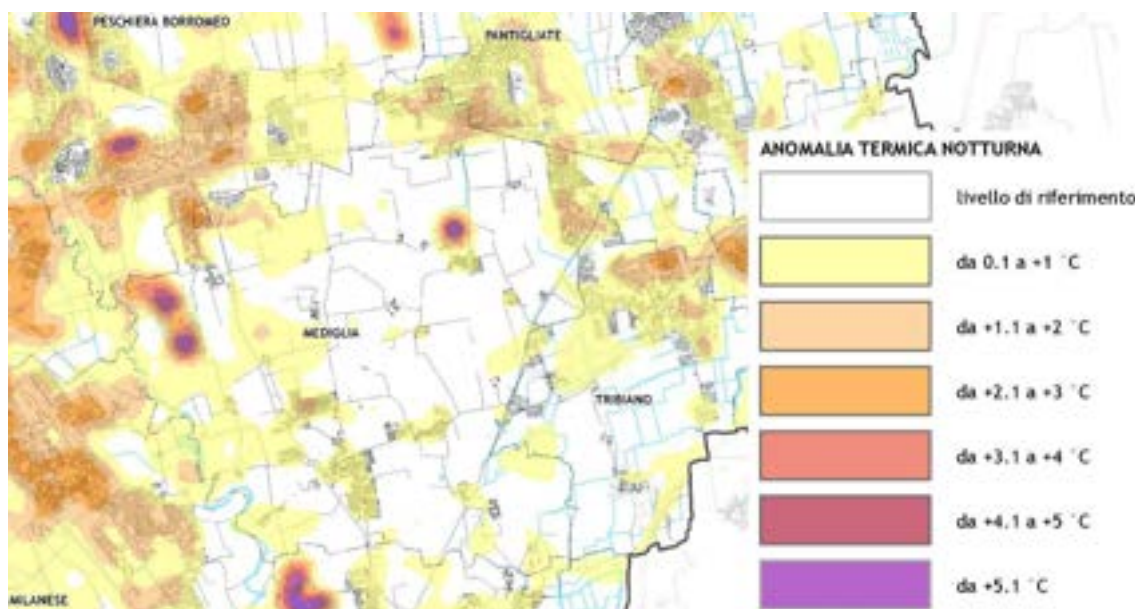 PESCHIERA BORROMEO
PANTIGLIATE
ANOMALIA TERMICA NOTTURNA
livello di riferimento
da 0.1 a +1 °C
da +1.1 a +2 °C
MEDIGLIA
da +2.1 a +3 °C
TRIBIANO
da +3.1 a +4 °C
da +4.1 a +5 °C
da +5.1 °C
MILANESE